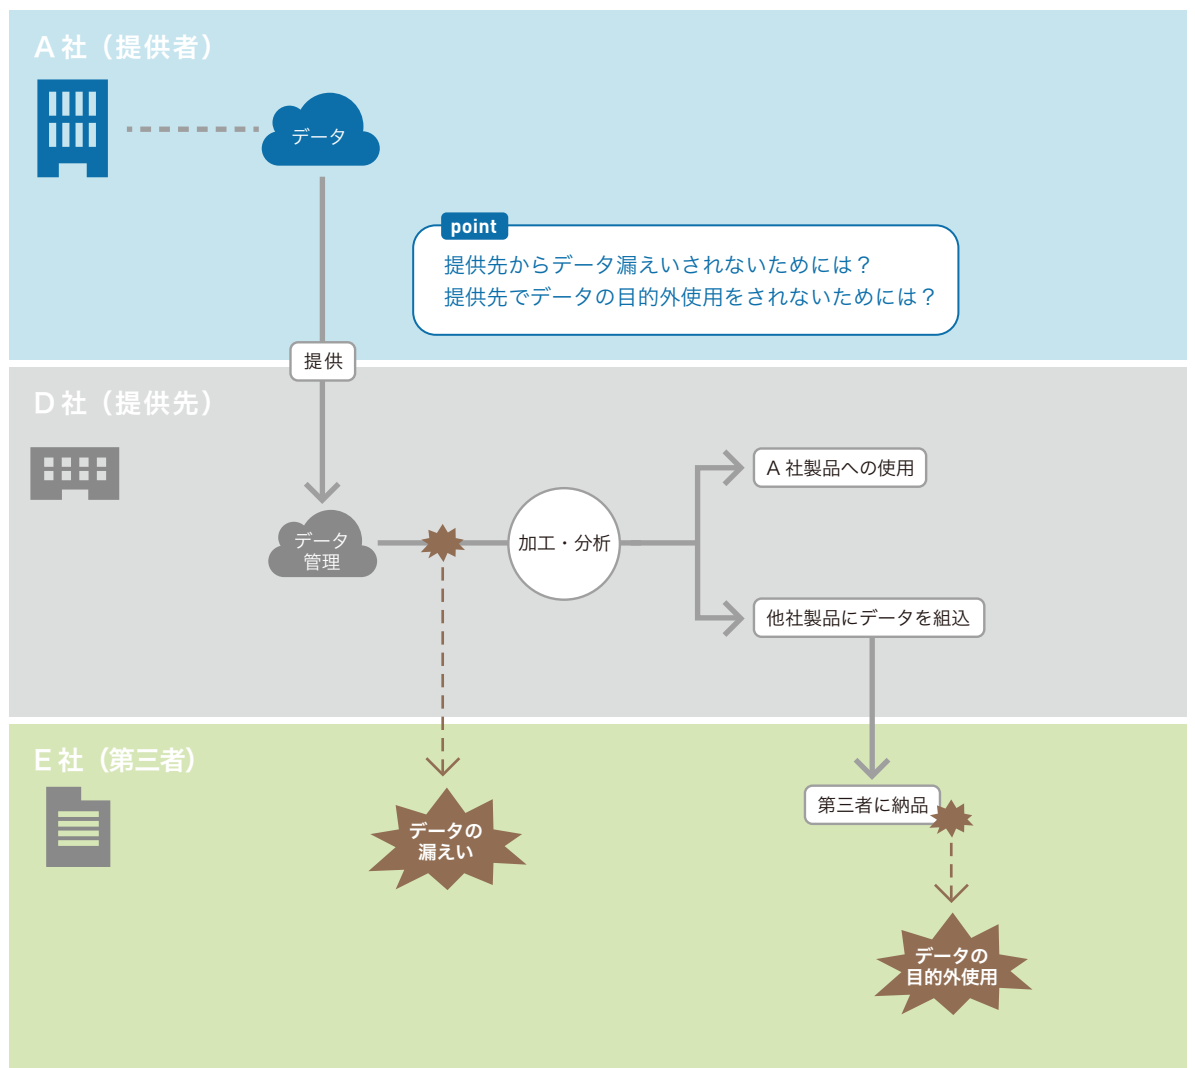 A 社（提供者）
データ
point
提供先からデータ漏えいされないためには？
提供先でデータの目的外使用をされないためには？
提供
D 社（提供先）
A 社製品への使用
データ
管理
加工・分析
他社製品にデータを組込
E 社（第三者）
第三者に納品
データの
漏えい
データの
目的外使用